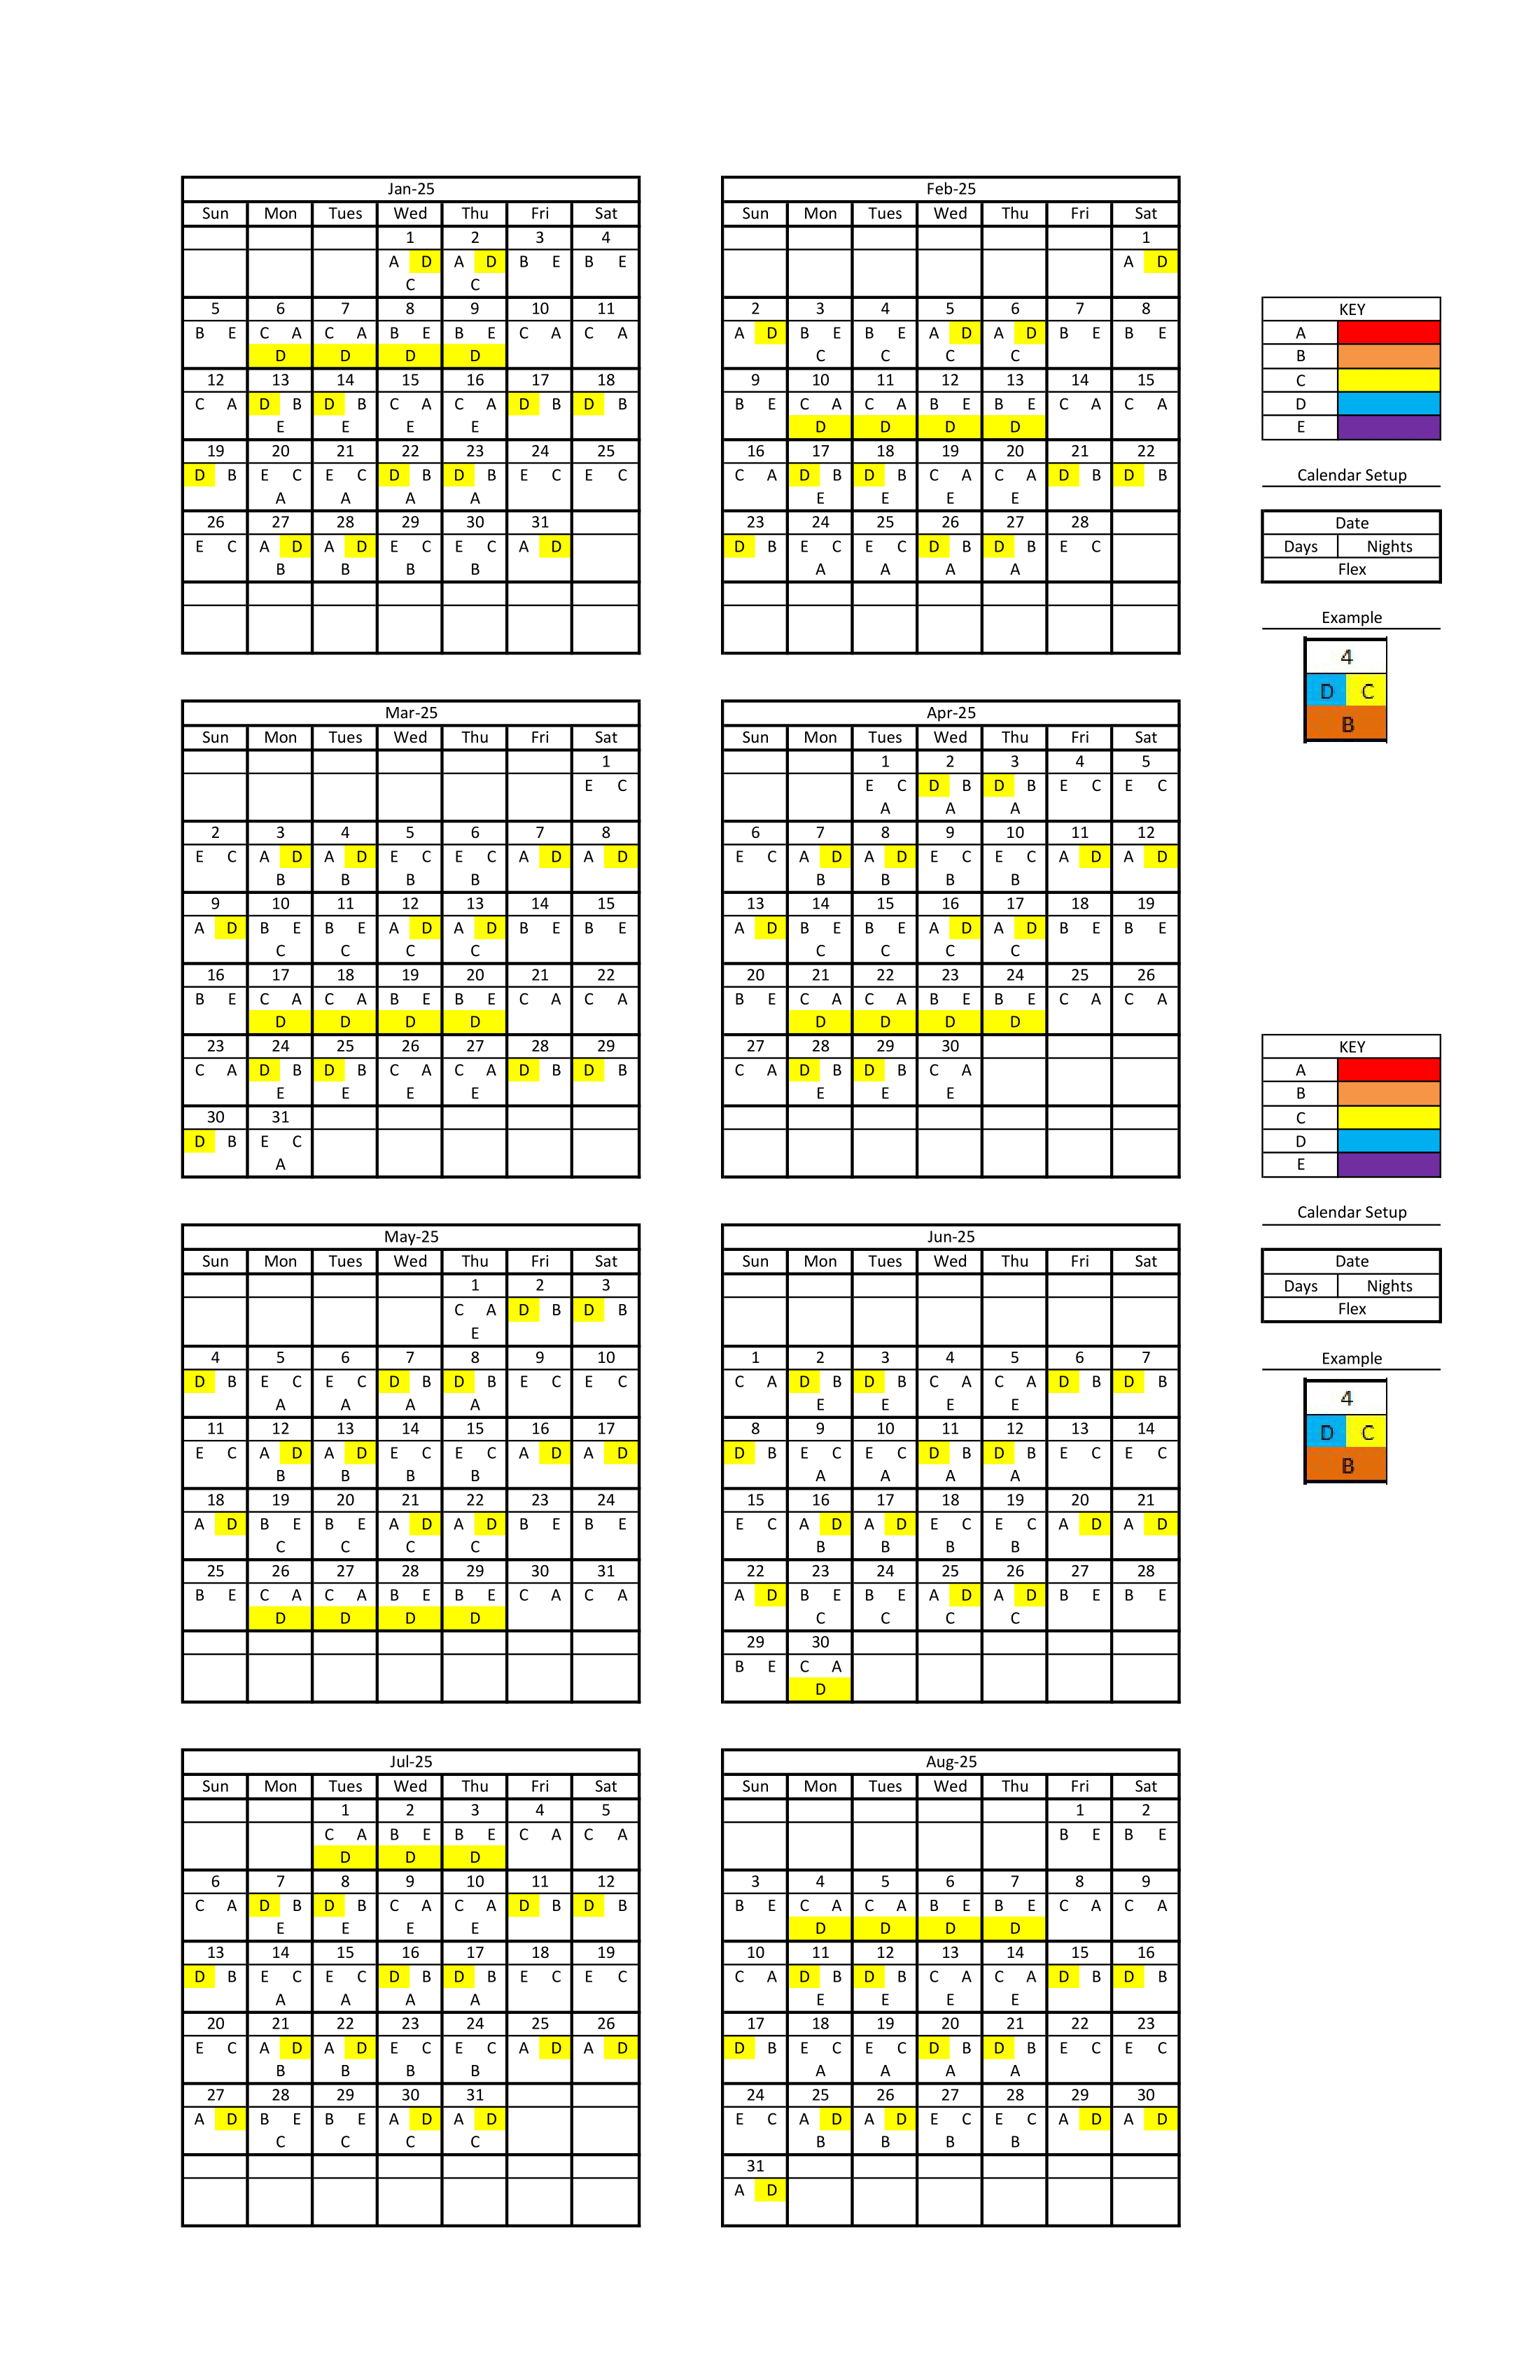 Jan-25
Sun Mon Tues Wed Thu Fri Sat
1 2 3 4
A D A D B E B E
C C
5 6 7 8 9 10 11
B E C A C A B E B E C A C A
D D D D
12 13 14 15 16 17 18
C A D B D B C A C A D B D B
E E E E
19 20 21 22 23 24 25
D B E C E C D B D B E C E C
A A A A
26 27 28 29 30 31
E C A D A D E C E C A D
B B B B
Feb-25
Sun Mon Tues Wed Thu Fri Sat
1
A D
2 3 4 5 6 7 8
A D B E B E A D A D B E B E
C C C C
9 10 11 12 13 14 15
B E C A C A B E B E C A C A
D D D D
16 17 18 19 20 21 22
C A D B D B C A C A D B D B
E E E E
23 24 25 26 27 28
D B E C E C D B D B E C
A A A A
KEY
A
B
C
D
E
Calendar Setup
Date
Days Nights
Flex
Example
4
D C
B
Mar-25
Sun Mon Tues Wed Thu Fri Sat
1
E C
2 3 4 5 6 7 8
E C A D A D E C E C A D A D
B B B B
9 10 11 12 13 14 15
A D B E B E A D A D B E B E
C C C C
16 17 18 19 20 21 22
B E C A C A B E B E C A C A
D D D D
23 24 25 26 27 28 29
C A D B D B C A C A D B D B
E E E E
30 31
D B E C
A
Apr-25
Sun Mon Tues Wed Thu Fri Sat
1 2 3 4 5
E C D B D B E C E C
A A A
6 7 8 9 10 11 12
E C A D A D E C E C A D A D
B B B B
13 14 15 16 17 18 19
A D B E B E A D A D B E B E
C C C C
20 21 22 23 24 25 26
B E C A C A B E B E C A C A
D D D D
27 28 29 30
C A D B D B C A
E E E
KEY
A
B
C
D
E
Calendar Setup
Date
Days Nights
Flex
Example
4
D C
B
May-25
Sun Mon Tues Wed Thu Fri Sat
1 2 3
C A D B D B
E
4 5 6 7 8 9 10
D B E C E C D B D B E C E C
A A A A
11 12 13 14 15 16 17
E C A D A D E C E C A D A D
B B B B
18 19 20 21 22 23 24
A D B E B E A D A D B E B E
C C C C
25 26 27 28 29 30 31
B E C A C A B E B E C A C A
D D D D
Jun-25
Sun Mon Tues Wed Thu Fri Sat
1 2 3 4 5 6 7
C A D B D B C A C A D B D B
E E E E
8 9 10 11 12 13 14
D B E C E C D B D B E C E C
A A A A
15 16 17 18 19 20 21
E C A D A D E C E C A D A D
B B B B
22 23 24 25 26 27 28
A D B E B E A D A D B E B E
C C C C
29 30
B E C A
D
Jul-25
Sun Mon Tues Wed Thu Fri Sat
1 2 3 4 5
C A B E B E C A C A
D D D
6 7 8 9 10 11 12
C A D B D B C A C A D B D B
E E E E
13 14 15 16 17 18 19
D B E C E C D B D B E C E C
A A A A
20 21 22 23 24 25 26
E C A D A D E C E C A D A D
B B B B
27 28 29 30 31
A D B E B E A D A D
C C C C
Aug-25
Sun Mon Tues Wed Thu Fri Sat
1 2
B E B E
3 4 5 6 7 8 9
B E C A C A B E B E C A C A
D D D D
10 11 12 13 14 15 16
C A D B D B C A C A D B D B
E E E E
17 18 19 20 21 22 23
D B E C E C D B D B E C E C
A A A A
24 25 26 27 28 29 30
E C A D A D E C E C A D A D
B B B B
31
A D